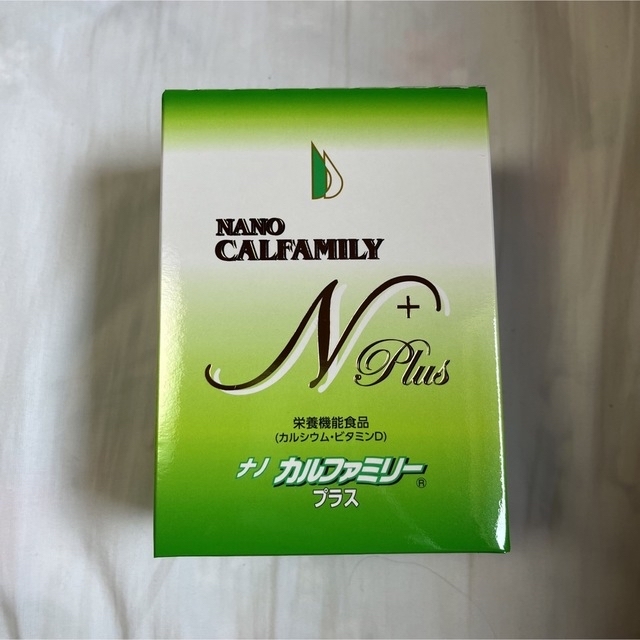 NANO
CALFAMILY
N+
Plus
栄養機能食品
(カルシウム・ビタミンD)
ナノ カルファミリー®
プラス